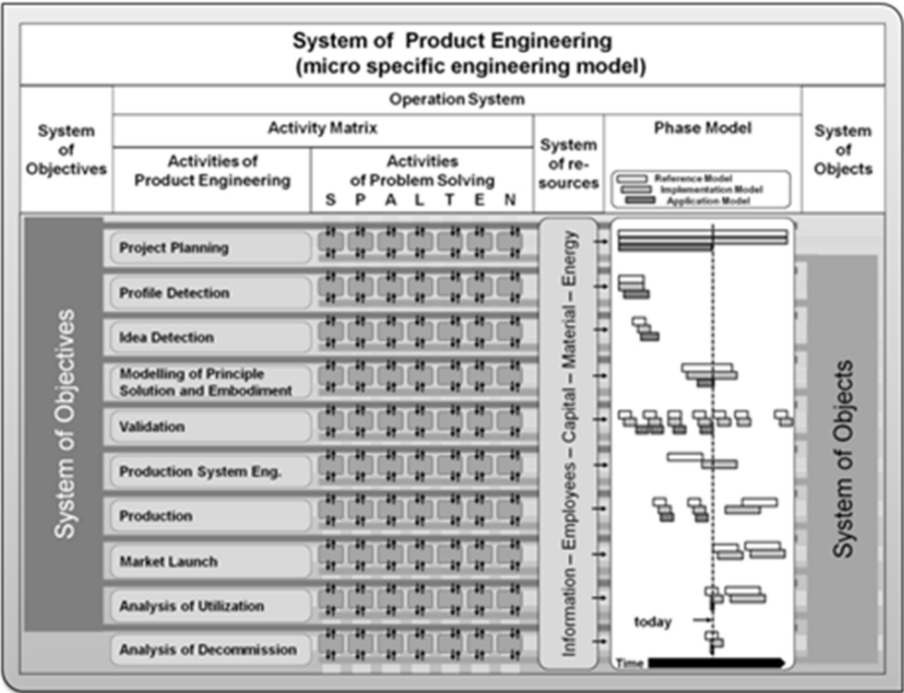 System of Product Engineering
(micro specific engineering model)
Operation System
System
of
Objectives
Activity Matrix
Activities of
Product Engineering
Activities
of Problem Solving
S P A L T E N
System
of re-
sources
Phase Model
Reference Model
Implementation Model
Application Model
System
of
Objects
System of Objectives
Project Planning
Profile Detection
Idea Detection
Modelling of Principle
Solution and Embodiment
Validation
Production System Eng.
Production
Market Launch
Analysis of Utilization
Analysis of Decommission
Information – Employees – Capital – Material – Energy
today
Time
System of Objects